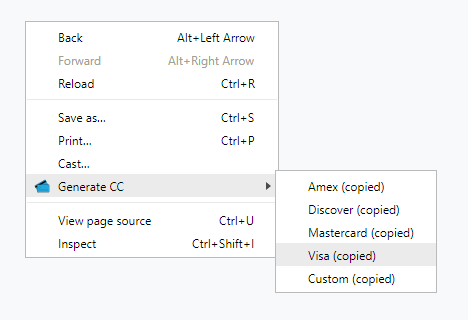 Back Alt+Left Arrow
Forward Alt+Right Arrow
Reload Ctrl+R
Save as... Ctrl+S
Print... Ctrl+P
Cast...
Generate CC
Amex (copied)
Discover (copied)
Mastercard (copied)
Visa (copied)
Custom (copied)
View page source Ctrl+U
Inspect Ctrl+Shift+I